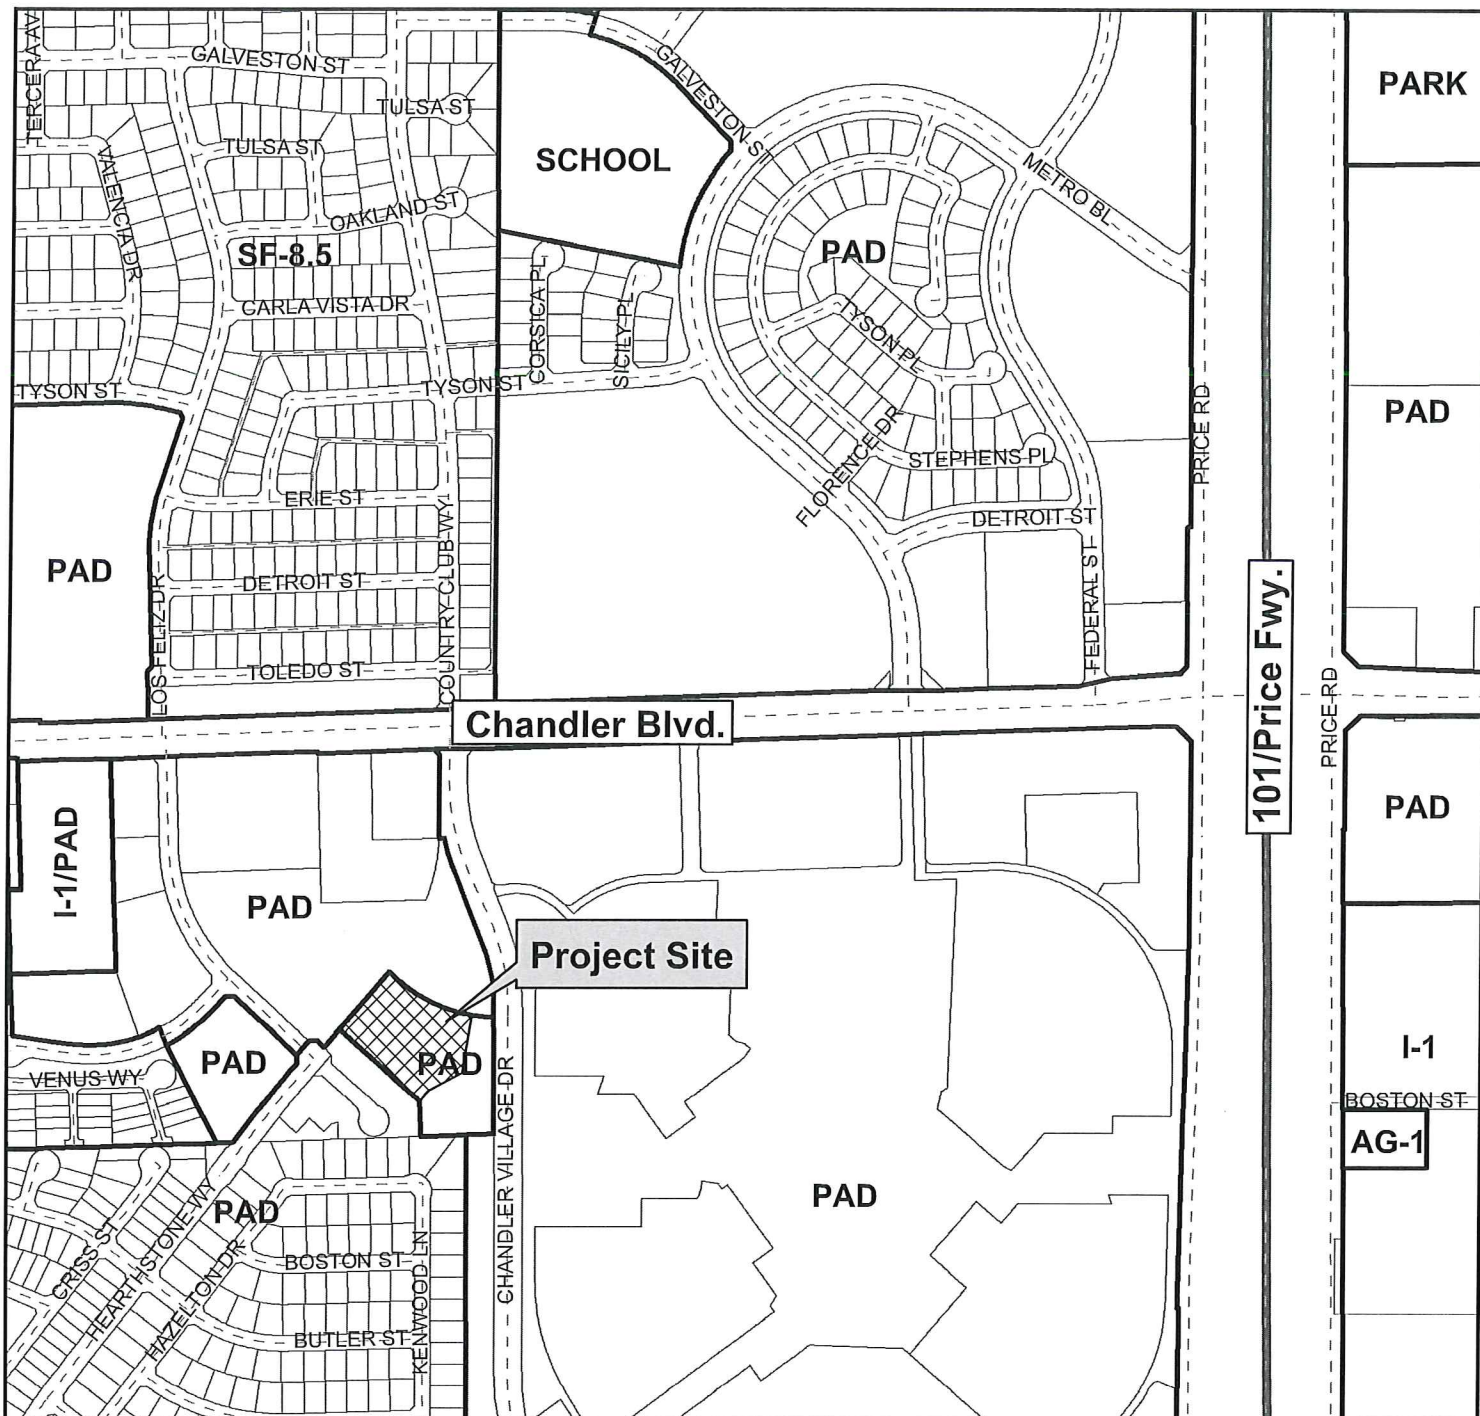 TERCERA AV
GALVESTON ST
GALVESTON ST
PARK
TULSA ST
TULSA ST
SCHOOL
VALENCIA DR
METRO BL
OAKLAND ST
SF-8.5
PAD
CARLA VISTA DR
CORSICA PL
SICILY PL
TYSON PL
TYSON ST
TYSON ST
PRICE RD
PAD
FLORENCE DR
STEPHENS PL
ERIE ST
DETROIT ST
PAD
LOS FELIZ DR
DETROIT ST
COUNTRY CLUB WY
FEDERAL ST
101/Price Fwy.
TOLEDO ST
Chandler Blvd.
PRICE RD
PAD
I-1/PAD
PAD
Project Site
PAD
PAD
I-1
VENUS WY
CHANDLER VILLAGE DR
BOSTON ST
AG-1
PAD
PAD
CRISS ST
HEARTHSTONE WY
HAZELTON DR
BOSTON ST
KENWOOD LN
BUTLER ST